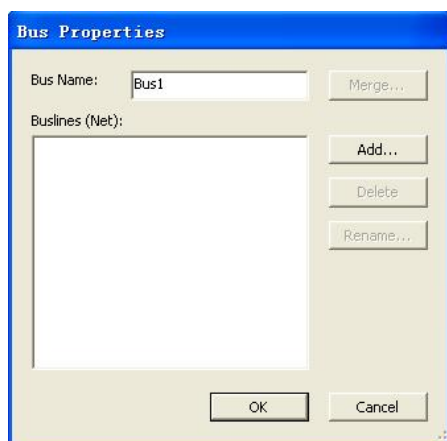 Bus Properties
Bus Name: Bus1 Merge...
Buslines (Net):
Add...
Delete
Rename...
OK Cancel